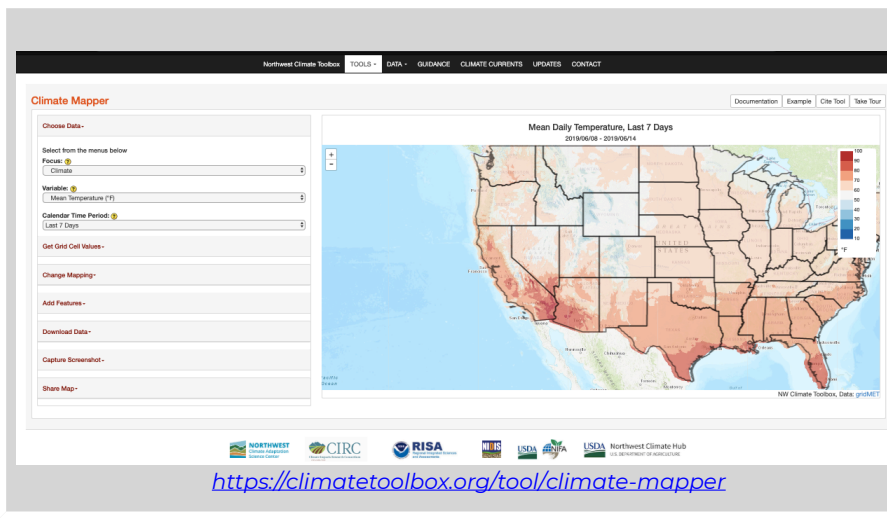 Northwest Climate Toolbox TOOLS DATA GUIDANCE CLIMATE CURRENTS UPDATES CONTACT
Climate Mapper
Documentation Example Cite Tool Take Tour
Choose Data
Select from the menus below
Focus:
Climate
Variable:
Mean Temperature (°F)
Calendar Time Period:
Last 7 Days
Get Grid Cell Values
Change Mapping
Add Features
Download Data
Capture Screenshot
Share Map
Mean Daily Temperature, Last 7 Days
2019/06/08 - 2019/06/14
+
-
100
90
80
70
60
50
40
30
20
10
°F
UNITED
STATES
NW Climate Toolbox, Data: gridMET
NORTHWEST
Climate Adaptation
Science Center
CIRC
RISA
NIDIS
USDA NIFA
USDA Northwest Climate Hub
U.S. DEPARTMENT OF AGRICULTURE
https://climatetoolbox.org/tool/climate-mapper